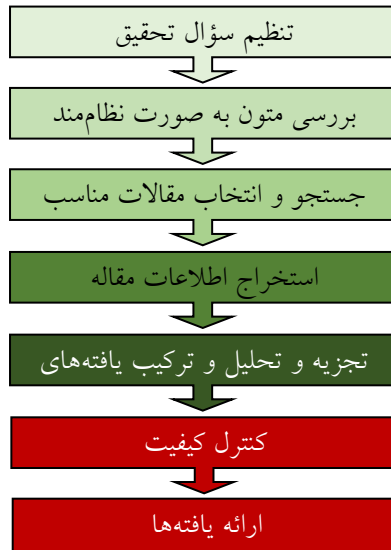 تنظیم سؤال تحقیق
بررسی متون به صورت نظام‌مند
جستجو و انتخاب مقالات مناسب
استخراج اطلاعات مقاله
تجزیه و تحلیل و ترکیب یافته‌های
کنترل کیفیت
ارائه یافته‌ها